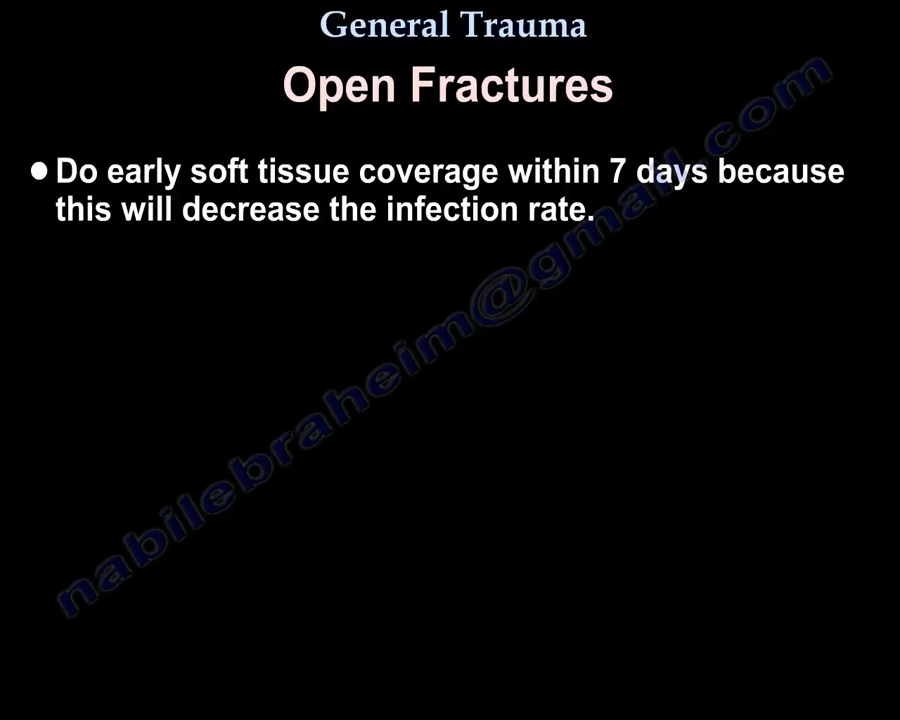 General Trauma
Open Fractures
● Do early soft tissue coverage within 7 days because
this will decrease the infection rate.
nabilebraheim@gmail.com